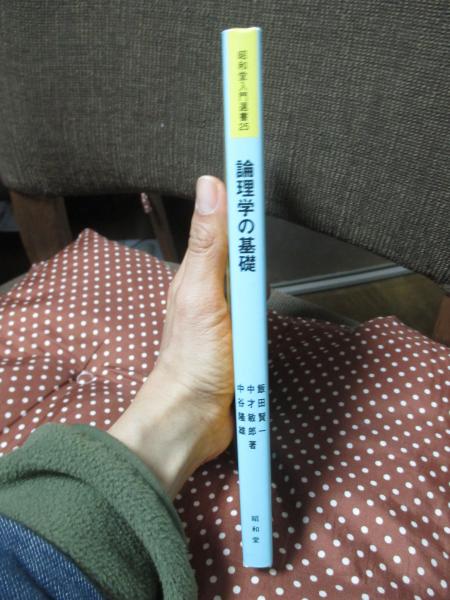 昭和堂入門選書25
論理学の基礎
飯田賢一
中才敏郎 著
中谷隆雄
昭和堂